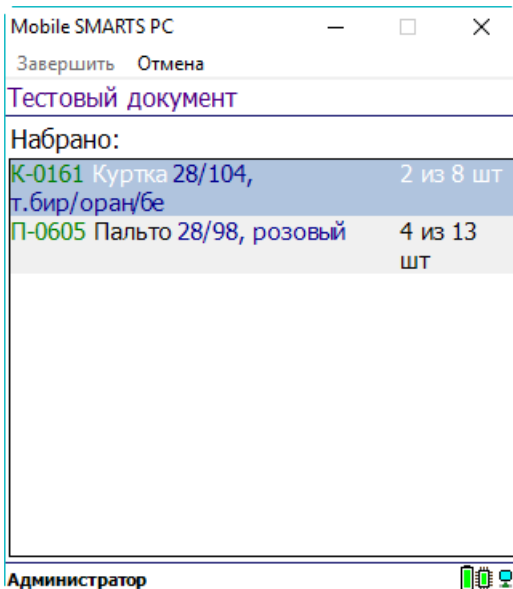 Mobile SMARTS PC
Завершить Отмена
Тестовый документ
Набрано:
К-0161 Куртка 28/104, 2 из 8 шт
т.бир/оран/бе
П-0605 Пальто 28/98, розовый 4 из 13
шт
Администратор